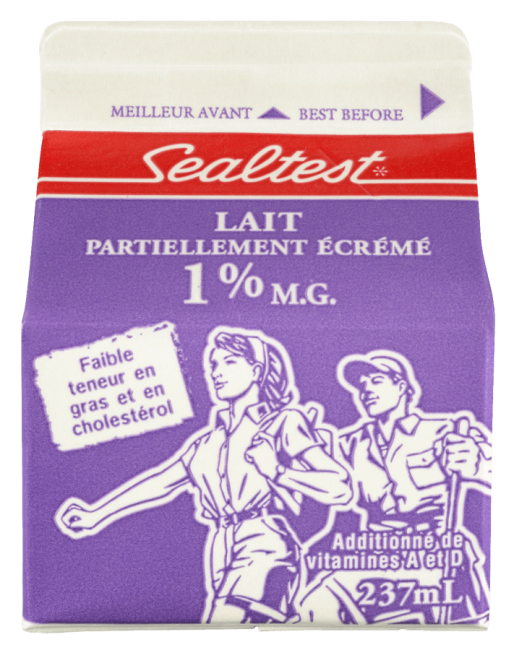 MEILLEUR AVANT BEST BEFORE
Sealtest*
LAIT
PARTIELLEMENT ÉCRÉMÉ
1% M.G.
Faible
teneur en
gras et en
cholestérol
Additionné de
vitamines A et D
237mL